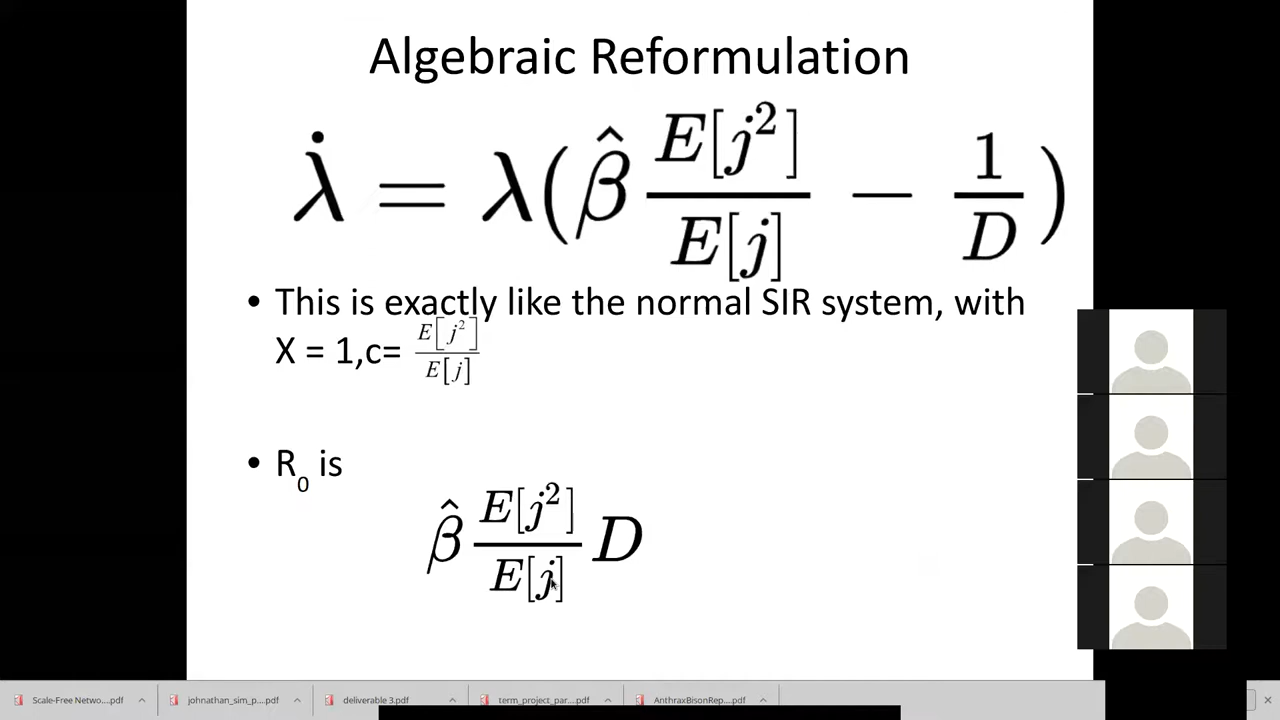 Algebraic Reformulation
λ̇ = λ(β̂ E[j²]/E[j] − 1/D)
• This is exactly like the normal SIR system, with
X = 1,c= E[j²]/E[j]
• R₀ is
β̂ E[j²]/E[j] D
Scale-Free Netwo....pdf
johnathan_sim_p....pdf
deliverable 3.pdf
term_project_par....pdf
AnthraxBisonRep....pdf